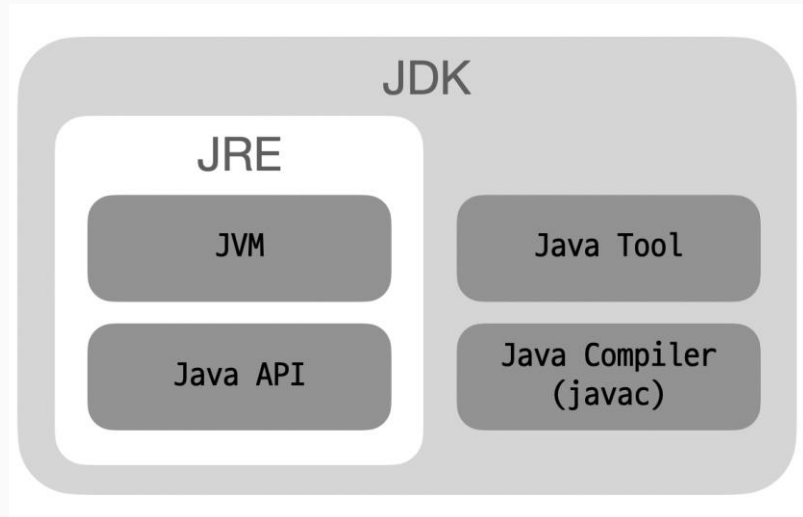 JDK
JRE
JVM
Java API
Java Tool
Java Compiler
(javac)